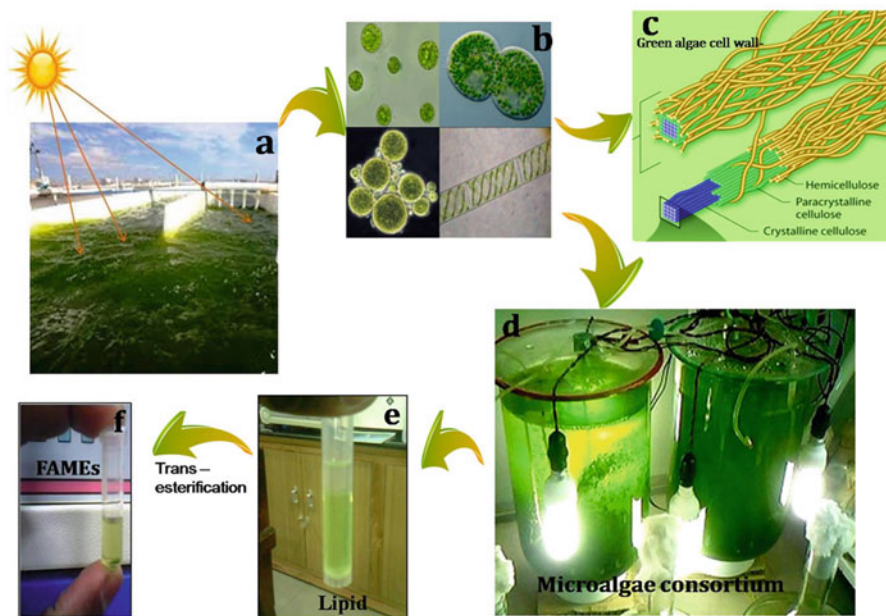 a
b
c
Green algae cell wall
Hemicellulose
Paracrystalline
cellulose
Crystalline cellulose
d
Microalgae consortium
e
Lipid
Trans –
esterification
f
FAMEs